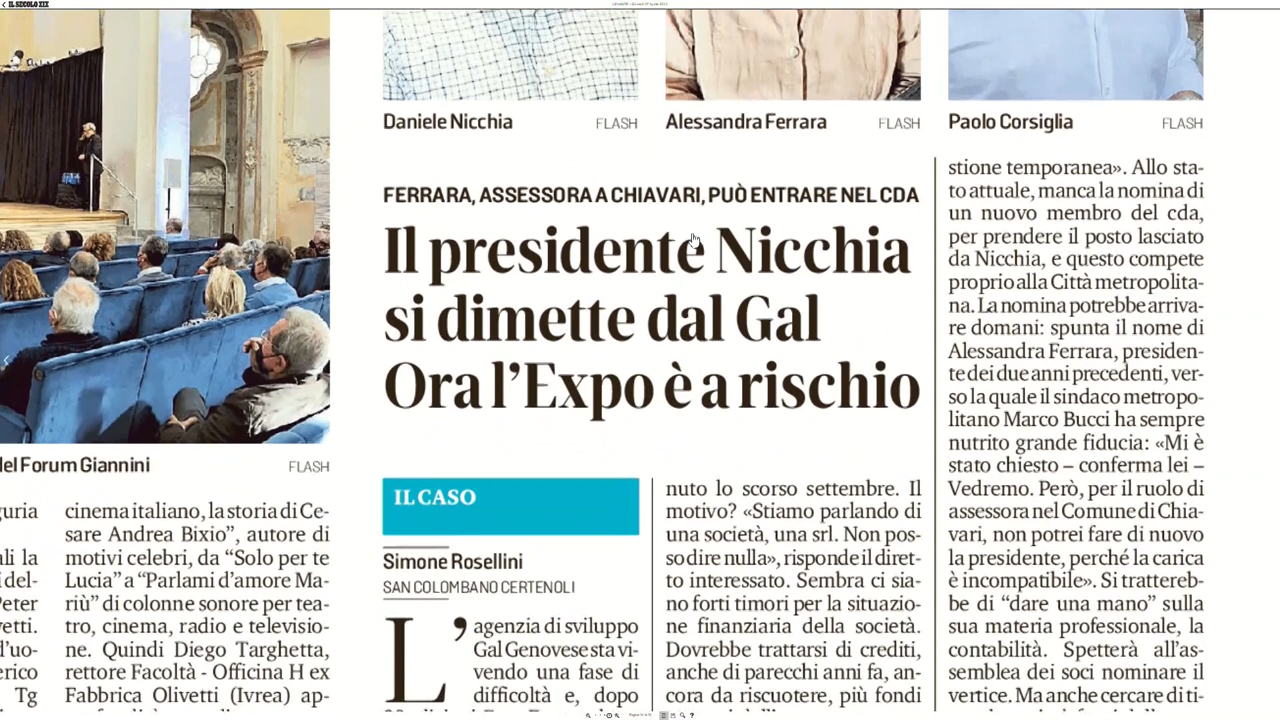 IL SECOLO XIX
Daniele Nicchia
FLASH
Alessandra Ferrara
FLASH
Paolo Corsiglia
FLASH
del Forum Giannini
FLASH
guria
ali la
i del-
Peter
vetti.
d'uo-
erico
Tg
cinema italiano, la storia di Ce-
sare Andrea Bixio”, autore di
motivi celebri, da “Solo per te
Lucia” a “Parlami d'amore Ma-
riù” di colonne sonore per tea-
tro, cinema, radio e televisio-
ne. Quindi Diego Targhetta,
rettore Facoltà - Officina H ex
Fabbrica Olivetti (Ivrea) ap-
FERRARA, ASSESSORA A CHIAVARI, PUÒ ENTRARE NEL CDA
Il presidente Nicchia
si dimette dal Gal
Ora l'Expo è a rischio
IL CASO
Simone Rosellini
SAN COLOMBANO CERTENOLI
L’agenzia di sviluppo
Gal Genovese sta vi-
vendo una fase di
difficoltà e, dopo
nuto lo scorso settembre. Il
motivo? «Stiamo parlando di
una società, una srl. Non pos-
so dire nulla», risponde il diret-
to interessato. Sembra ci sia-
no forti timori per la situazio-
ne finanziaria della società.
Dovrebbe trattarsi di crediti,
anche di parecchi anni fa, an-
cora da riscuotere, più fondi
stione temporanea». Allo sta-
to attuale, manca la nomina di
un nuovo membro del cda,
per prendere il posto lasciato
da Nicchia, e questo compete
proprio alla Città metropolita-
na. La nomina potrebbe arriva-
re domani: spunta il nome di
Alessandra Ferrara, presiden-
te dei due anni precedenti, ver-
so la quale il sindaco metropo-
litano Marco Bucci ha sempre
nutrito grande fiducia: «Mi è
stato chiesto – conferma lei –
Vedremo. Però, per il ruolo di
assessora nel Comune di Chia-
vari, non potrei fare di nuovo
la presidente, perché la carica
è incompatibile». Si trattereb-
be di “dare una mano” sulla
sua materia professionale, la
contabilità. Spetterà all'as-
semblea dei soci nominare il
vertice. Ma anche cercare di ti-